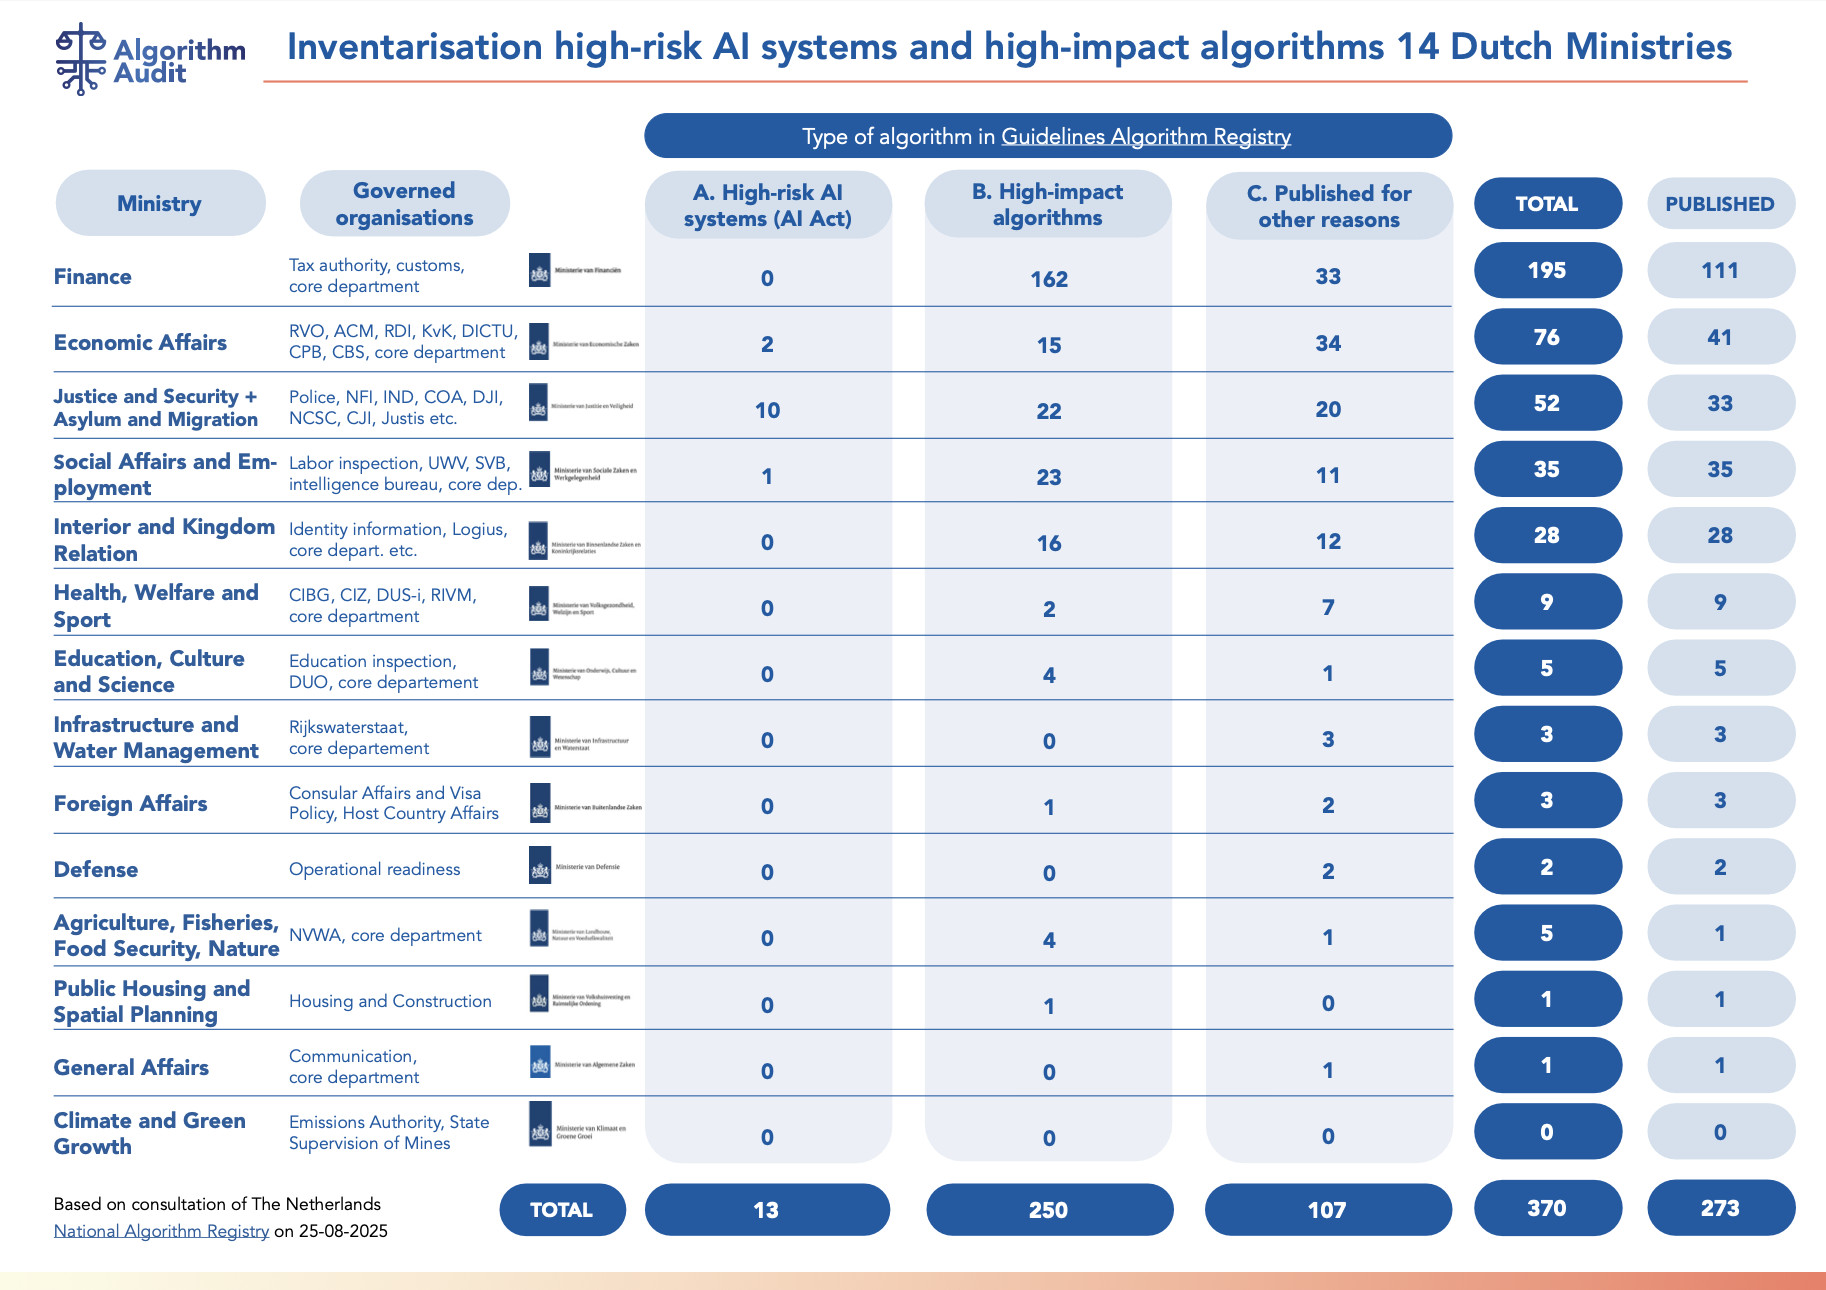 Algorithm
Audit
Inventarisation high-risk AI systems and high-impact algorithms 14 Dutch Ministries
Type of algorithm in Guidelines Algorithm Registry
Ministry
Governed
organisations
A. High-risk AI
systems (AI Act)
B. High-impact
algorithms
C. Published for
other reasons
TOTAL
PUBLISHED
Finance
Tax authority, customs,
core department
Ministerie van Financiën
0
162
33
195
111
Economic Affairs
RVO, ACM, RDI, KvK, DICTU,
CPB, CBS, core department
Ministerie van Economische Zaken
2
15
34
76
41
Justice and Security +
Asylum and Migration
Police, NFI, IND, COA, DJI,
NCSC, CJI, Justis etc.
Ministerie van Justitie en Veiligheid
10
22
20
52
33
Social Affairs and Em-
ployment
Labor inspection, UWV, SVB,
intelligence bureau, core dep.
Ministerie van Sociale Zaken en
Werkgelegenheid
1
23
11
35
35
Interior and Kingdom
Relation
Identity information, Logius,
core depart. etc.
Ministerie van Binnenlandse Zaken en
Koninkrijksrelaties
0
16
12
28
28
Health, Welfare and
Sport
CIBG, CIZ, DUS-i, RIVM,
core department
Ministerie van Volksgezondheid,
Welzijn en Sport
0
2
7
9
9
Education, Culture
and Science
Education inspection,
DUO, core departement
Ministerie van Onderwijs, Cultuur en
Wetenschap
0
4
1
5
5
Infrastructure and
Water Management
Rijkswaterstaat,
core departement
Ministerie van Infrastructuur
en Waterstaat
0
0
3
3
3
Foreign Affairs
Consular Affairs and Visa
Policy, Host Country Affairs
Ministerie van Buitenlandse Zaken
0
1
2
3
3
Defense
Operational readiness
Ministerie van Defensie
0
0
2
2
2
Agriculture, Fisheries,
Food Security, Nature
NVWA, core department
Ministerie van Landbouw,
Natuur en Voedselkwaliteit
0
4
1
5
1
Public Housing and
Spatial Planning
Housing and Construction
Ministerie van Volkshuisvesting en
Ruimtelijke Ordening
0
1
0
1
1
General Affairs
Communication,
core department
Ministerie van Algemene Zaken
0
0
1
1
1
Climate and Green
Growth
Emissions Authority, State
Supervision of Mines
Ministerie van Klimaat en
Groene Groei
0
0
0
0
0
Based on consultation of The Netherlands
National Algorithm Registry on 25-08-2025
TOTAL
13
250
107
370
273